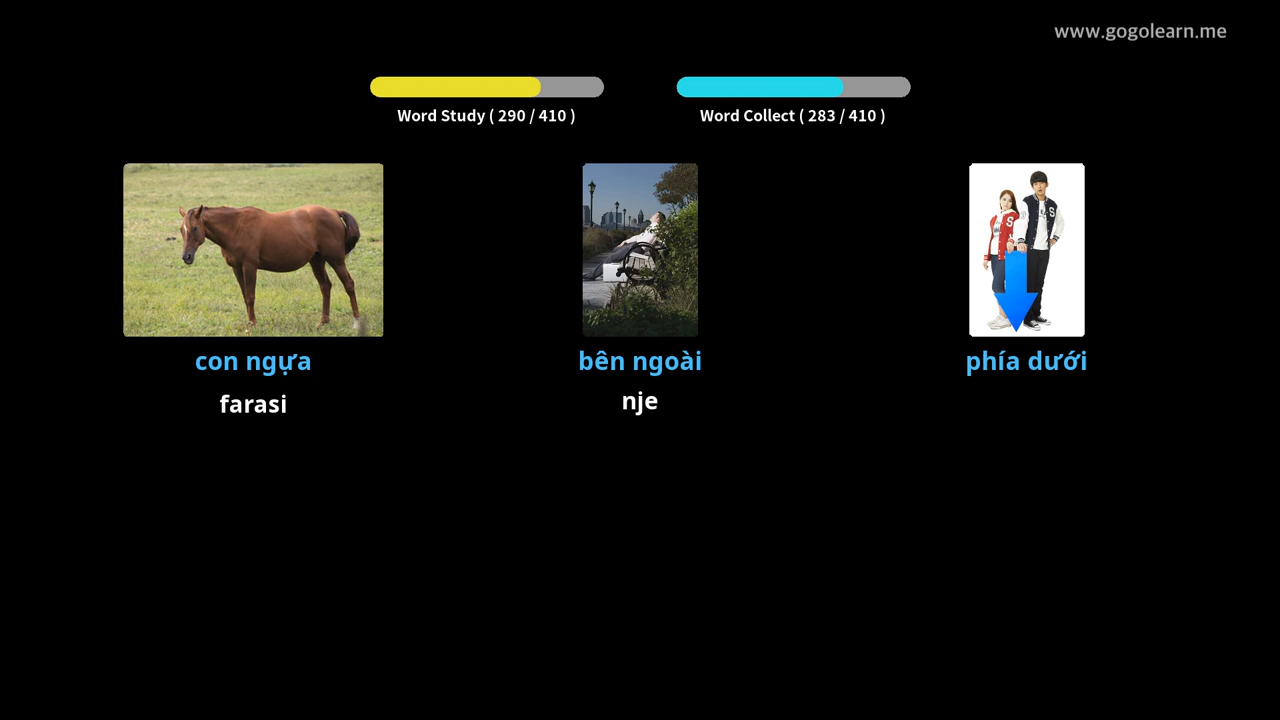 www.gogolearn.me
Word Study ( 290 / 410 )
Word Collect ( 283 / 410 )
con ngựa
bên ngoài
phía dưới
farasi
nje